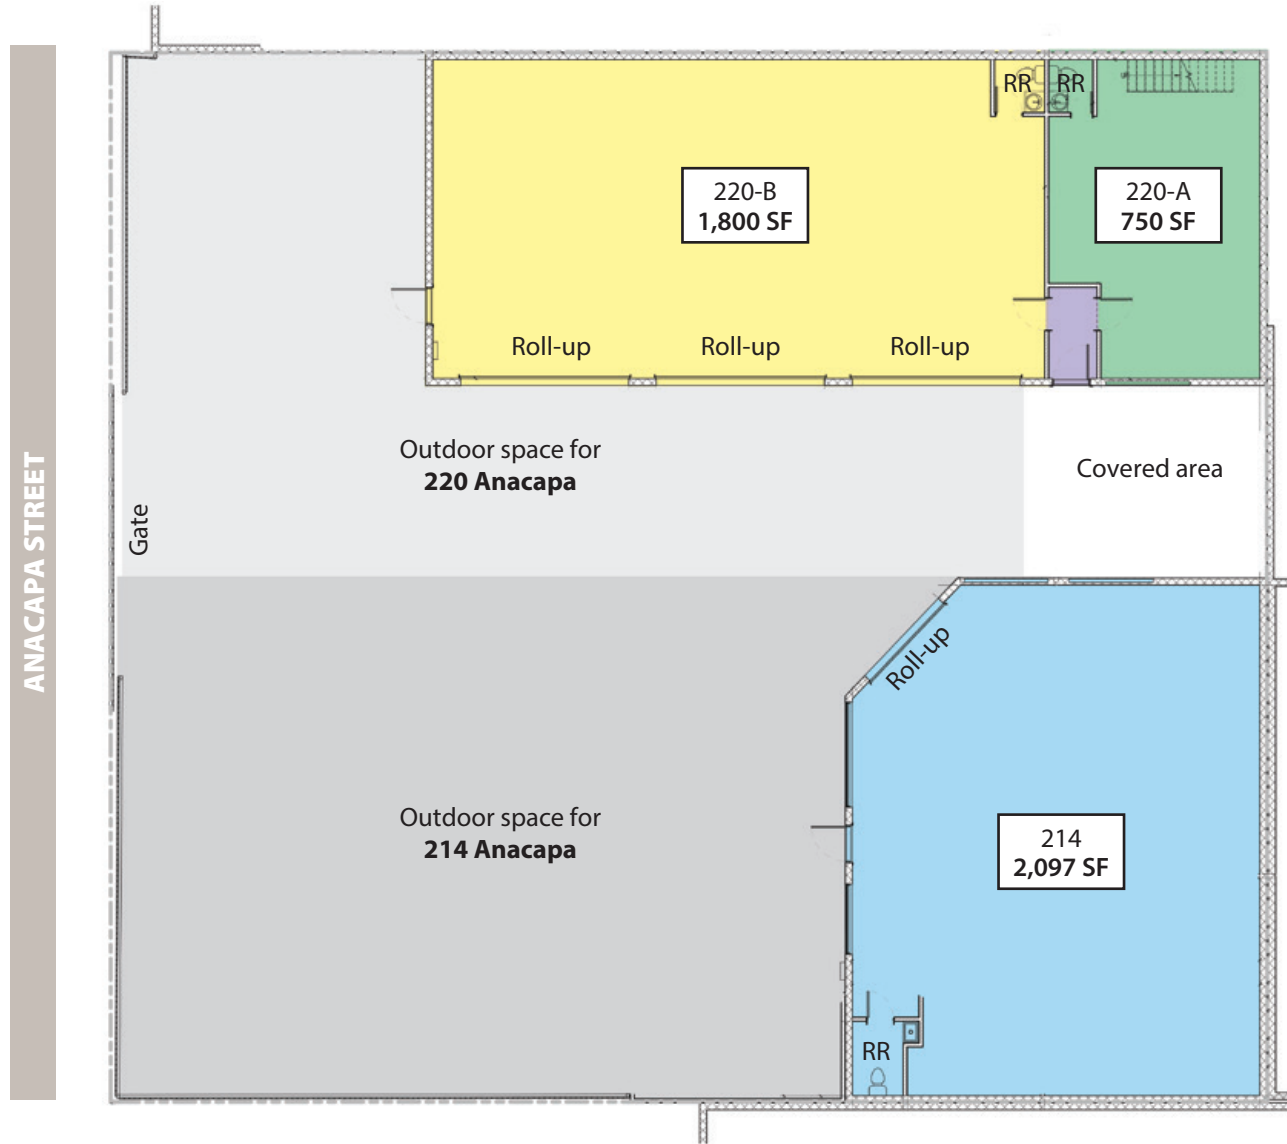 RR
RR
220-B
1,800 SF
220-A
750 SF
Roll-up
Roll-up
Roll-up
Outdoor space for
220 Anacapa
Covered area
ANACAPA STREET
Gate
Roll-up
Outdoor space for
214 Anacapa
214
2,097 SF
RR